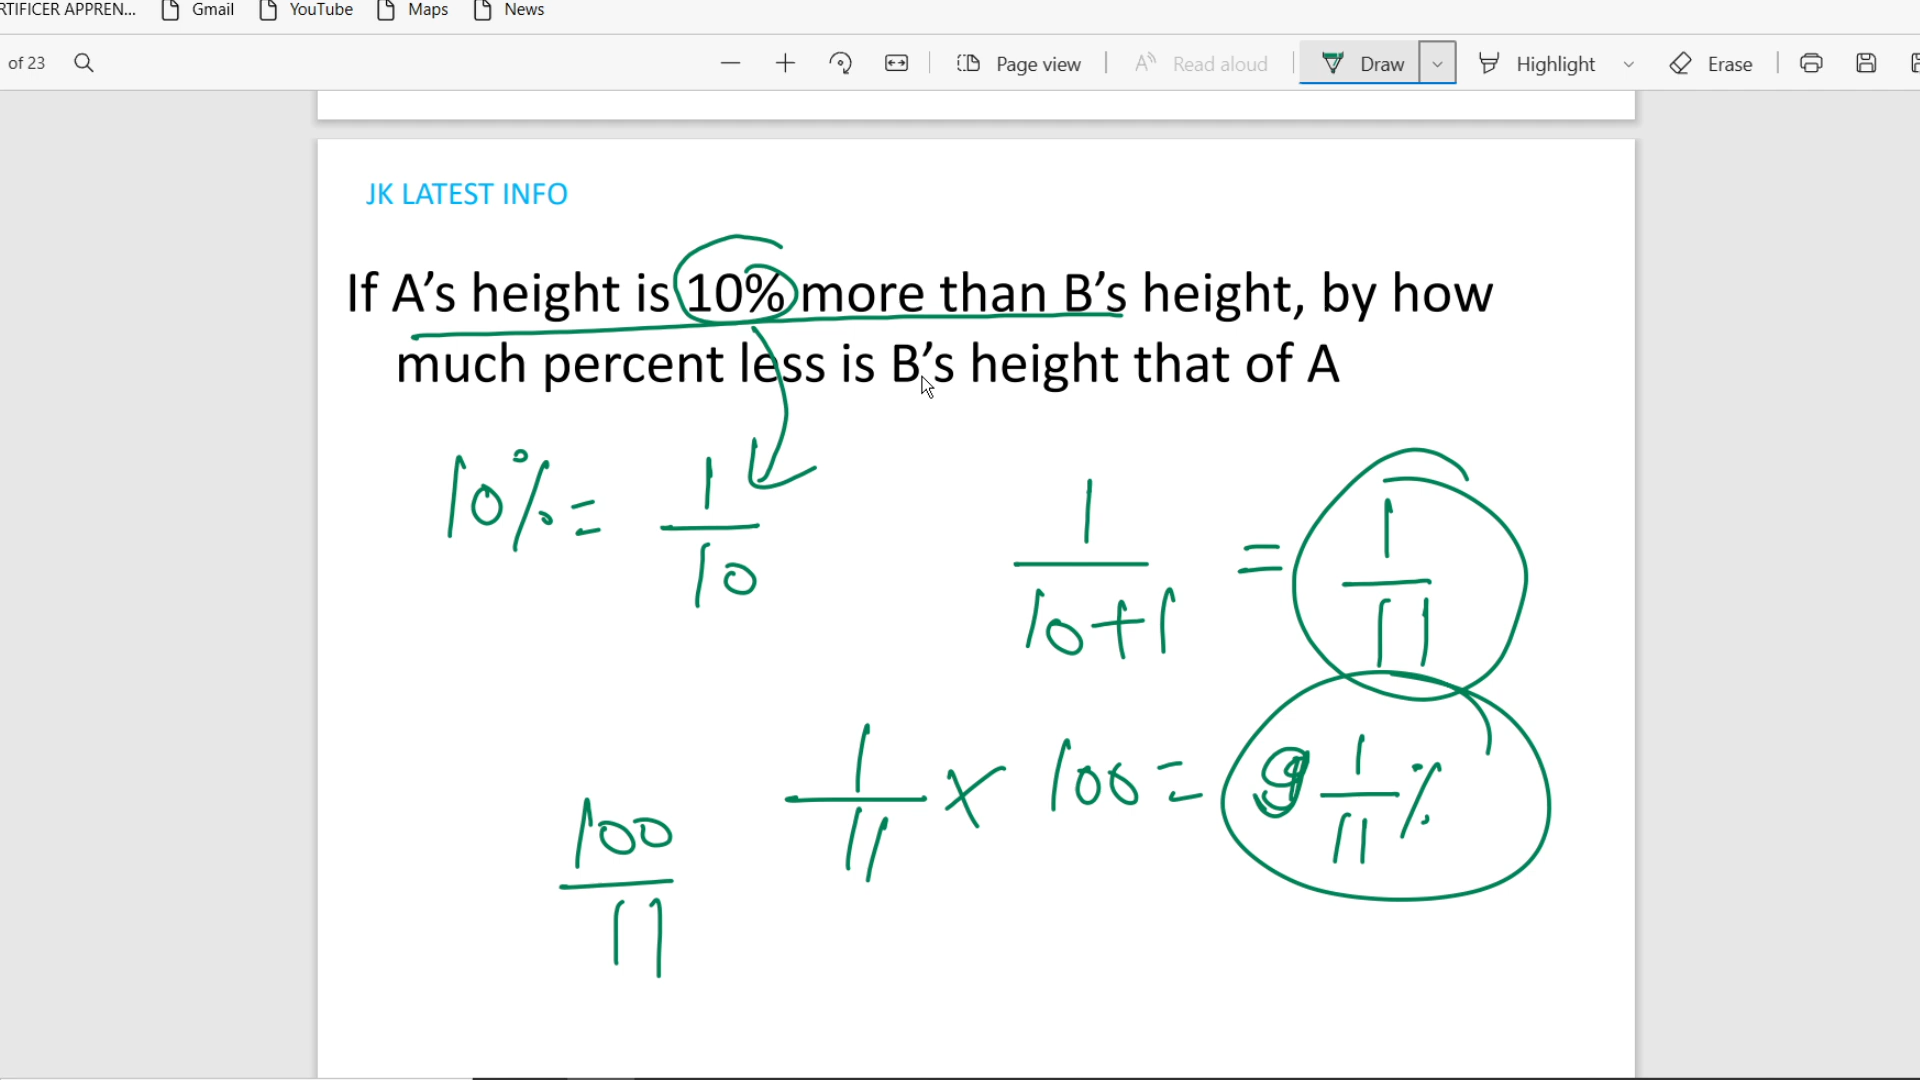 RTIFICER APPREN... Gmail YouTube Maps News
of 23 Page view Read aloud Draw Highlight Erase
JK LATEST INFO
If A's height is 10% more than B's height, by how
much percent less is B's height that of A
10% = 1/10
1/10+1 = 1/11
1/11 × 100 = 9 1/11 %
100/11